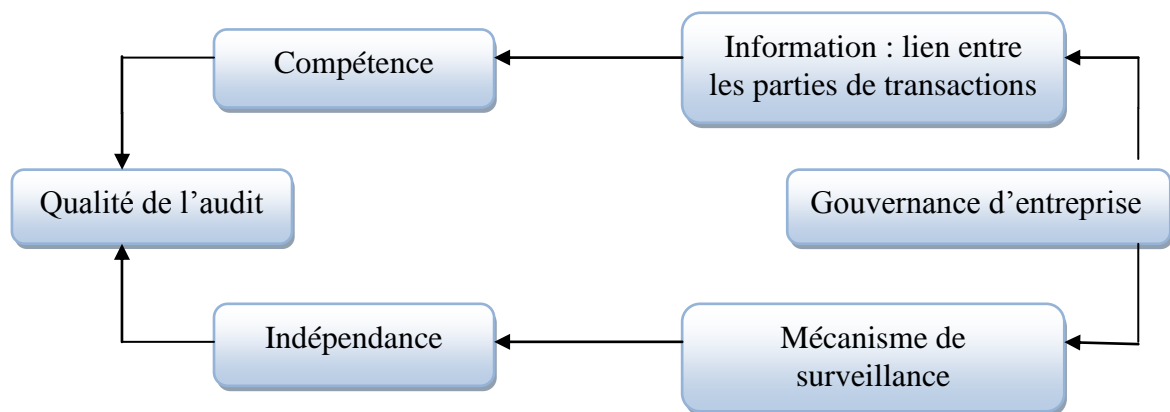 Compétence
Information : lien entre
les parties de transactions
Qualité de l’audit
Gouvernance d’entreprise
Indépendance
Mécanisme de
surveillance